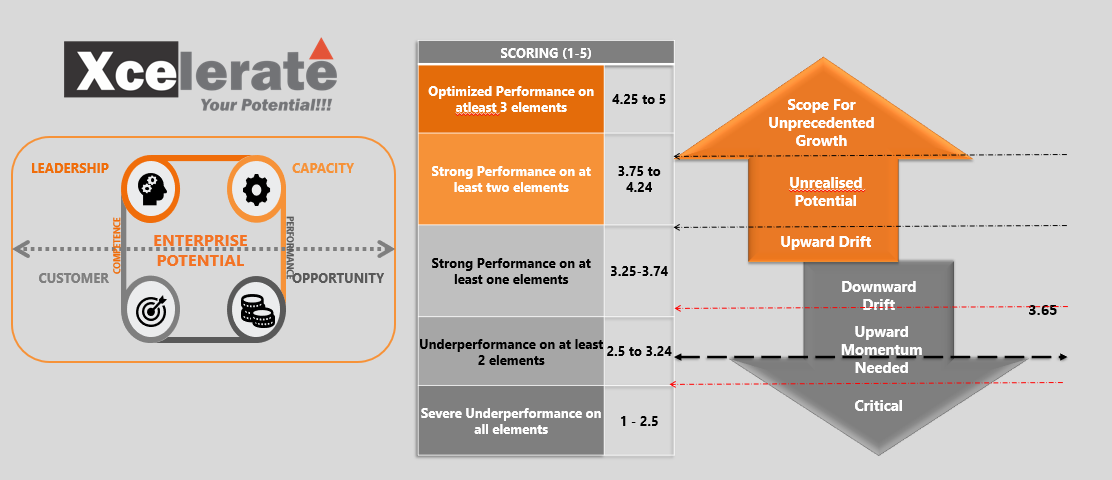 Xcelerate
Your Potential!!!
LEADERSHIP
CAPACITY
COMPETENCE
PERFORMANCE
ENTERPRISE
POTENTIAL
CUSTOMER
OPPORTUNITY
SCORING (1-5)
Optimized Performance on
atleast 3 elements
4.25 to 5
Strong Performance on at
least two elements
3.75 to
4.24
Strong Performance on at
least one elements
3.25-3.74
Underperformance on at least
2 elements
2.5 to 3.24
Severe Underperformance on
all elements
1 - 2.5
Scope For
Unprecedented
Growth
Unrealised
Potential
Upward Drift
Downward
Drift
3.65
Upward
Momentum
Needed
Critical